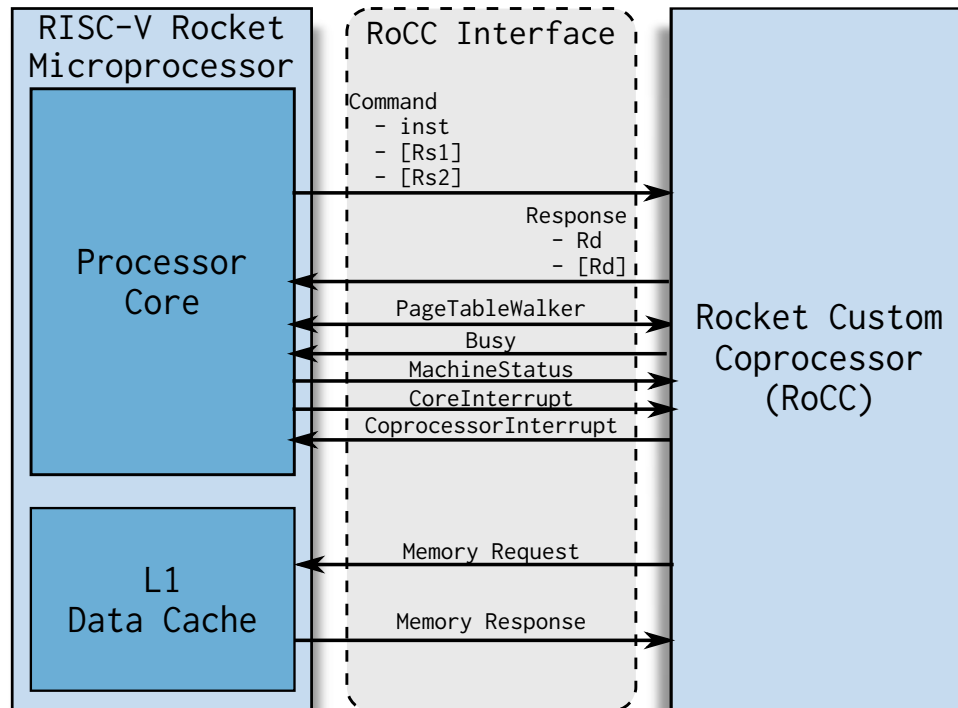 RISC-V Rocket
Microprocessor
Processor
Core
L1
Data Cache
RoCC Interface
Command
- inst
- [Rs1]
- [Rs2]
Response
- Rd
- [Rd]
PageTableWalker
Busy
MachineStatus
CoreInterrupt
CoprocessorInterrupt
Memory Request
Memory Response
Rocket Custom
Coprocessor
(RoCC)